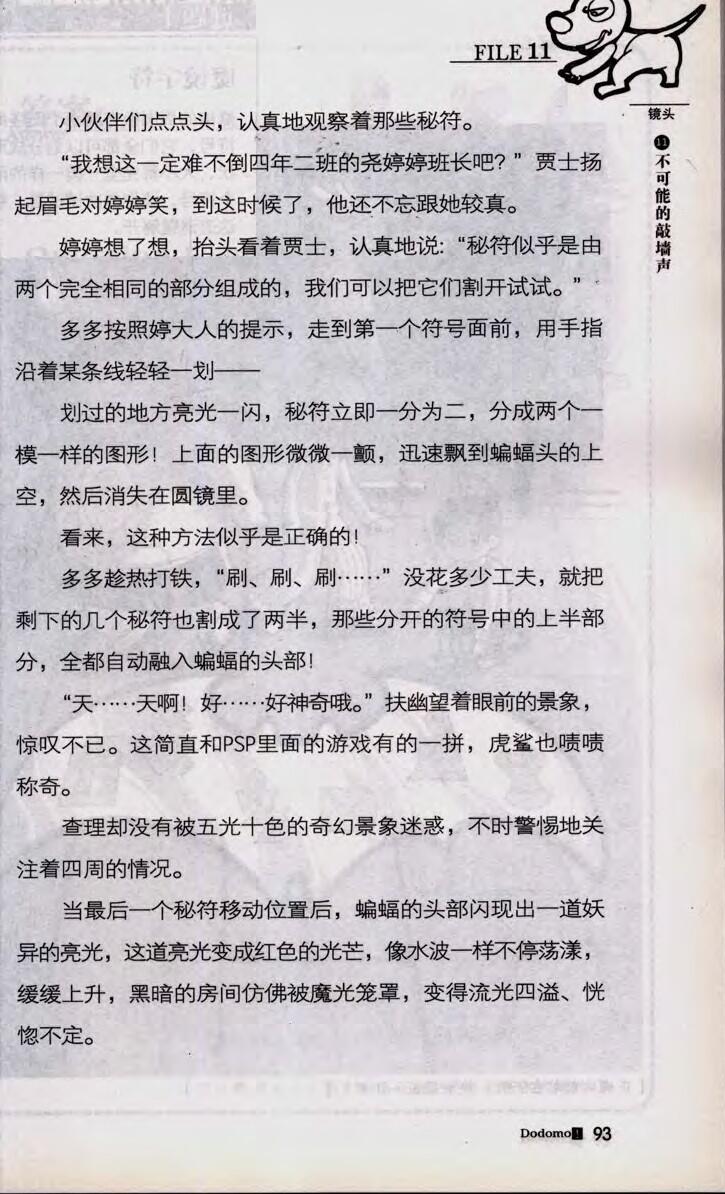 FILE 11
镜头
⑪不可能的敲墙声
小伙伴们点点头，认真地观察着那些秘符。
“我想这一定难不倒四年二班的尧婷婷班长吧？”贾士扬
起眉毛对婷婷笑，到这时候了，他还不忘跟她较真。
婷婷想了想，抬头看着贾士，认真地说：“秘符似乎是由
两个完全相同的部分组成的，我们可以把它们割开试试。”
多多按照婷大人的提示，走到第一个符号面前，用手指
沿着某条线轻轻一划——
划过的地方亮光一闪，秘符立即一分为二，分成两个一
模一样的图形！上面的图形微微一颤，迅速飘到蝙蝠头的上
空，然后消失在圆镜里。
看来，这种方法似乎是正确的！
多多趁热打铁，“刷、刷、刷……”没花多少工夫，就把
剩下的几个秘符也割成了两半，那些分开的符号中的上半部
分，全都自动融入蝙蝠的头部！
“天……天啊！好……好神奇哦。”扶幽望着眼前的景象，
惊叹不已。这简直和PSP里面的游戏有的一拼，虎鲨也啧啧
称奇。
查理却没有被五光十色的奇幻景象迷惑，不时警惕地关
注着四周的情况。
当最后一个秘符移动位置后，蝙蝠的头部闪现出一道妖
异的亮光，这道亮光变成红色的光芒，像水波一样不停荡漾，
缓缓上升，黑暗的房间仿佛被魔光笼罩，变得流光四溢、恍
惚不定。
Dodomo! 93